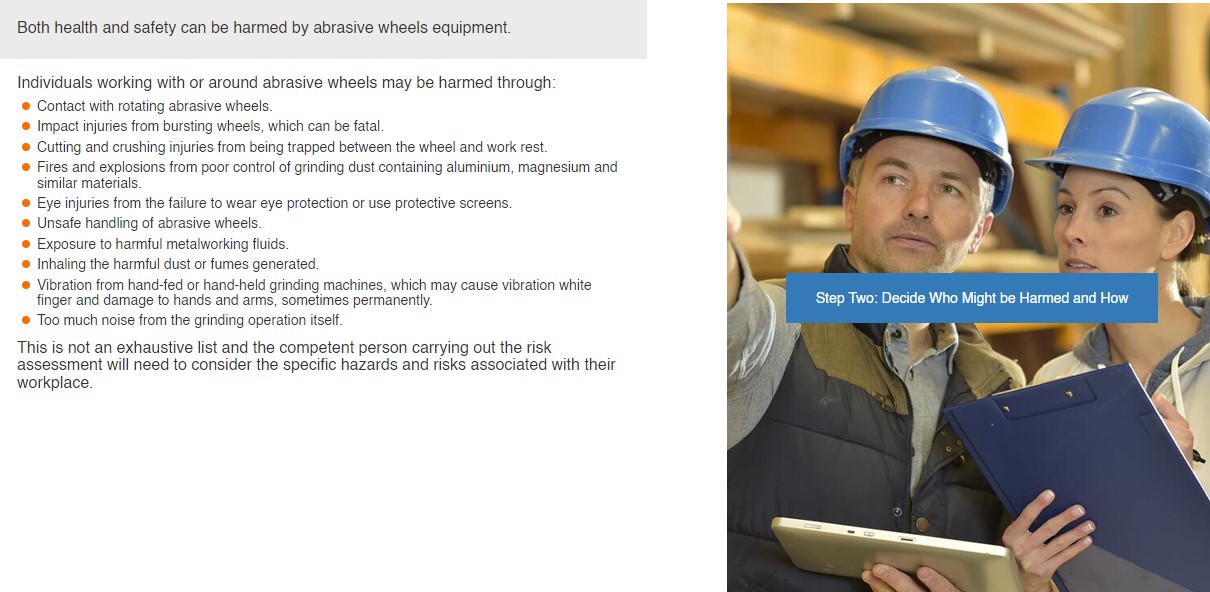 Both health and safety can be harmed by abrasive wheels equipment.
Individuals working with or around abrasive wheels may be harmed through:
Contact with rotating abrasive wheels.
Impact injuries from bursting wheels, which can be fatal.
Cutting and crushing injuries from being trapped between the wheel and work rest.
Fires and explosions from poor control of grinding dust containing aluminium, magnesium and
similar materials.
Eye injuries from the failure to wear eye protection or use protective screens.
Unsafe handling of abrasive wheels.
Exposure to harmful metalworking fluids.
Inhaling the harmful dust or fumes generated.
Vibration from hand-fed or hand-held grinding machines, which may cause vibration white
finger and damage to hands and arms, sometimes permanently.
Too much noise from the grinding operation itself.
This is not an exhaustive list and the competent person carrying out the risk
assessment will need to consider the specific hazards and risks associated with their
workplace.
Step Two: Decide Who Might be Harmed and How